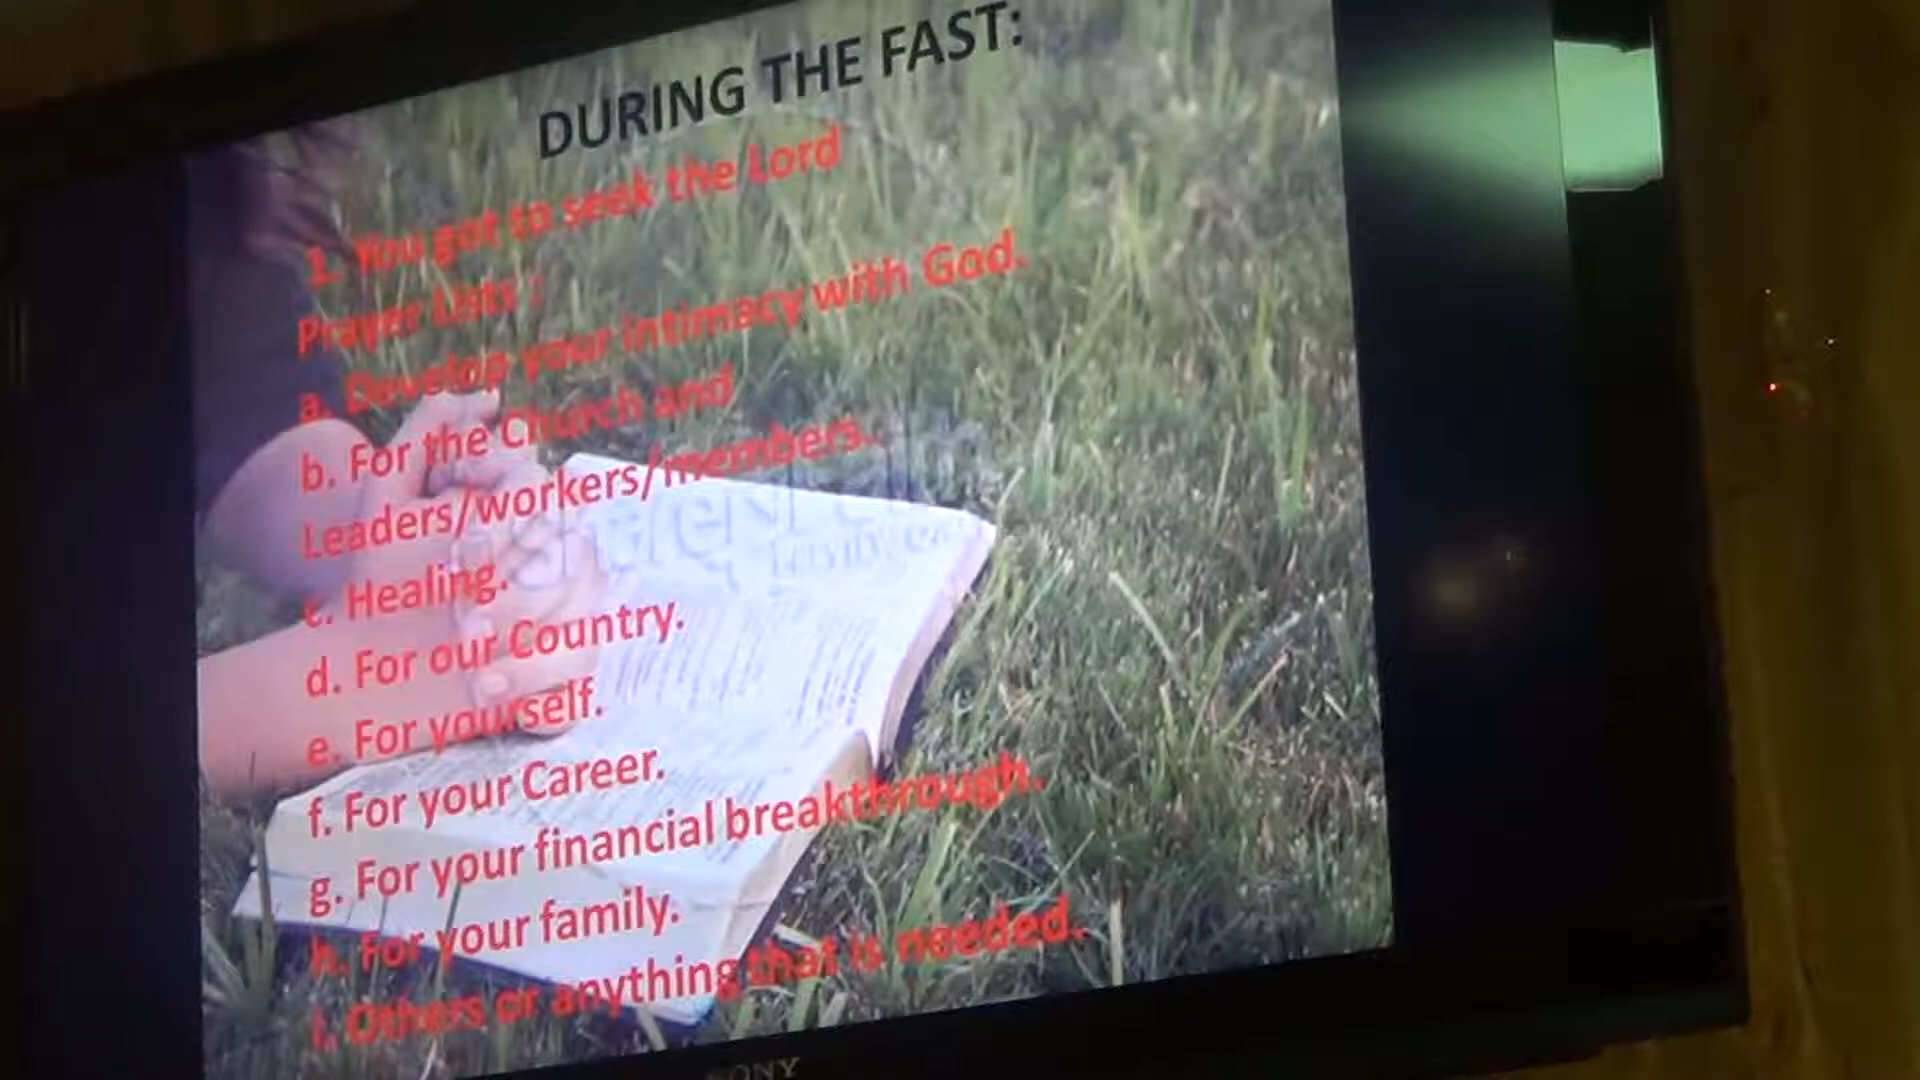 DURING THE FAST:
1. You got to seek the Lord
Prayer Lists :
a. Develop your intimacy with God.
b. For the Church and
Leaders/workers/members.
c. Healing.
d. For our Country.
e. For yourself.
f. For your Career.
g. For your financial breakthrough.
h. For your family.
i. Others or anything that is needed.
SONY